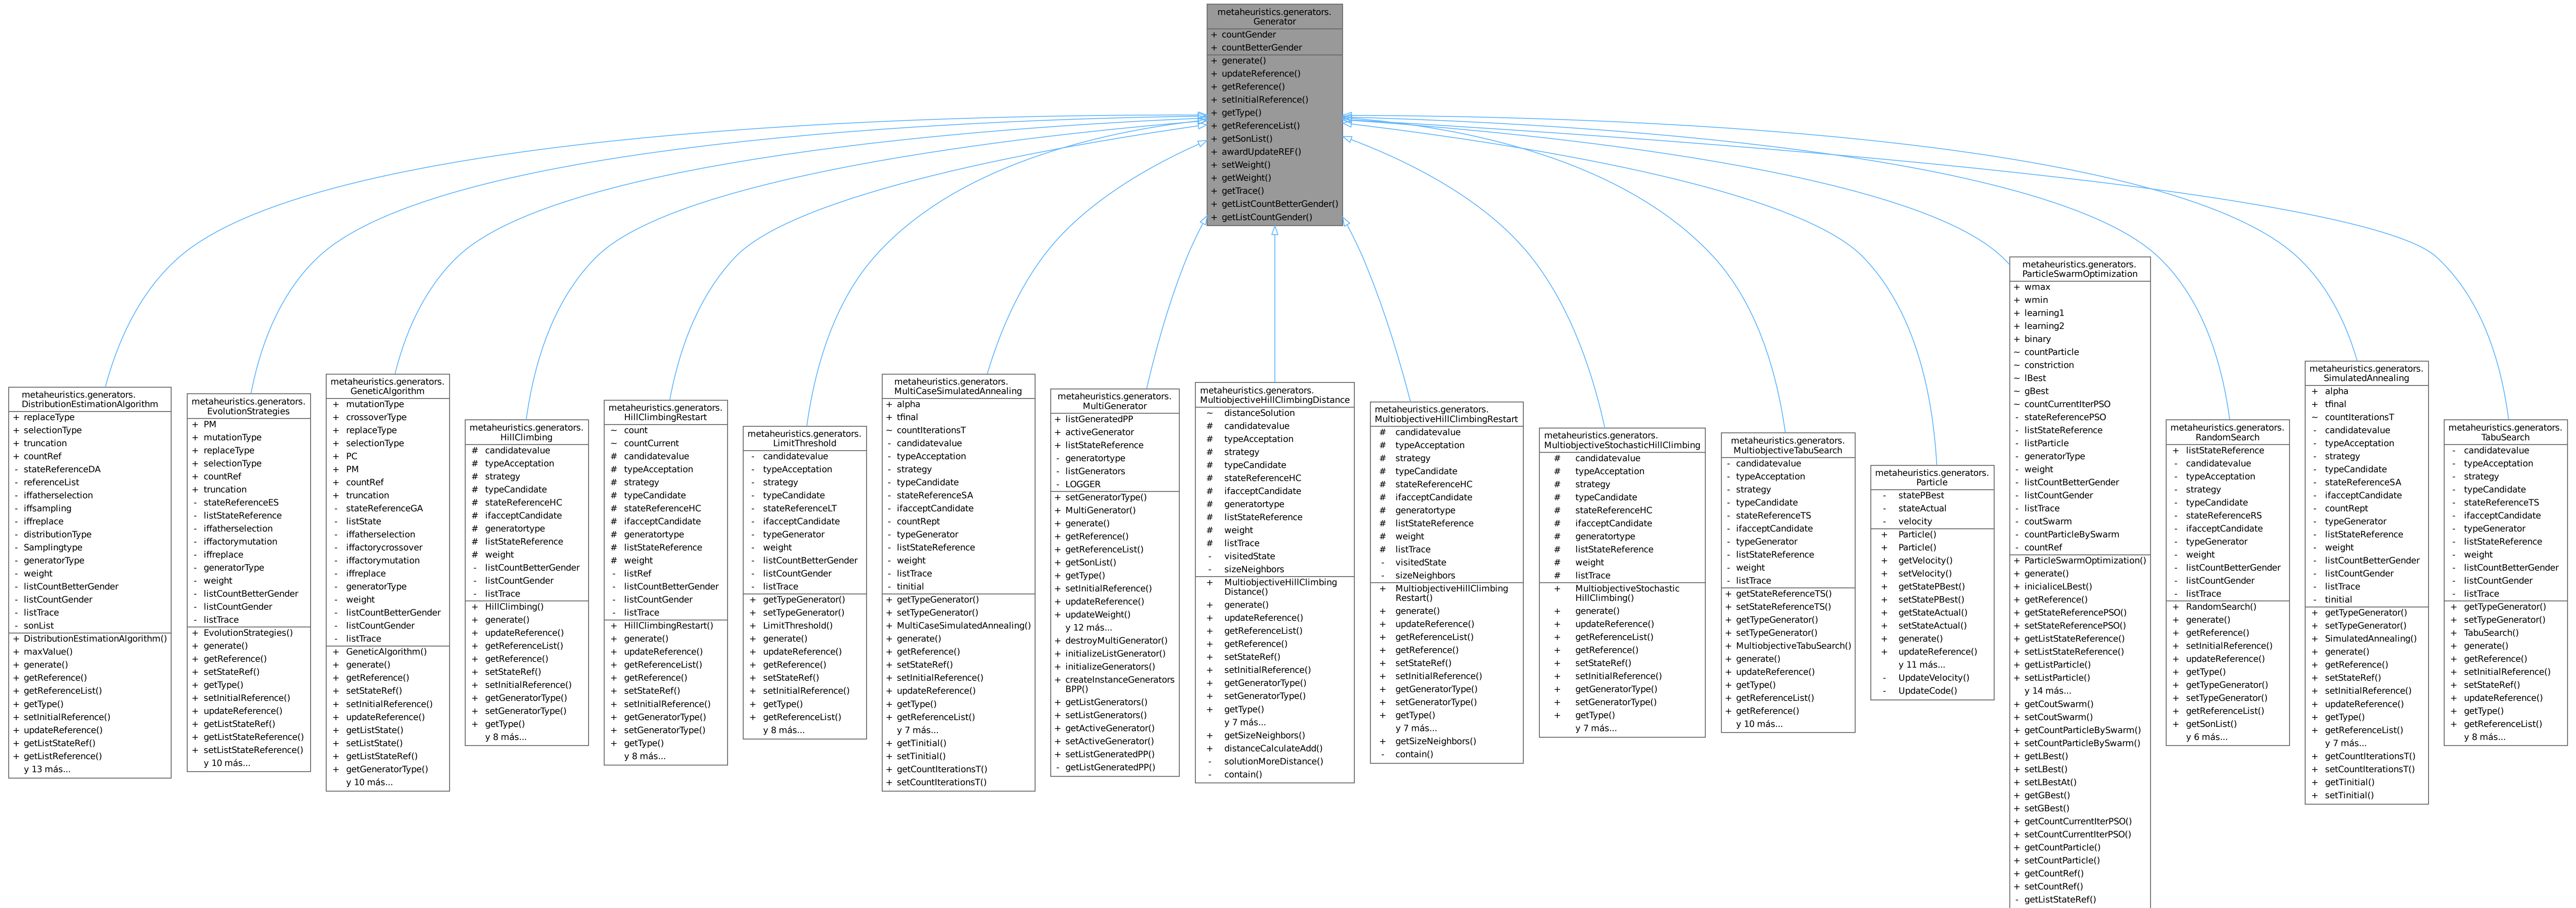 metaheuristics.generators.
Generator
+ countGender
+ countBetterGender
+ generate()
+ updateReference()
+ getReference()
+ setInitialReference()
+ getType()
+ getReferenceList()
+ getSonList()
+ awardUpdateREF()
+ setWeight()
+ getWeight()
+ getTrace()
+ getListCountBetterGender()
+ getListCountGender()
metaheuristics.generators.
DistributionEstimationAlgorithm
+ replaceType
+ selectionType
+ truncation
+ countRef
- stateReferenceDA
- referenceList
- iffatherselection
- iffsampling
- iffreplace
- distributionType
- Samplingtype
- generatorType
- weight
- listCountBetterGender
- listCountGender
- listTrace
- sonList
+ DistributionEstimationAlgorithm()
+ maxValue()
+ generate()
+ getReference()
+ getReferenceList()
+ getType()
+ setInitialReference()
+ updateReference()
+ getListStateRef()
+ getListReference()
y 13 más...
metaheuristics.generators.
EvolutionStrategies
+ PM
+ mutationType
+ replaceType
+ selectionType
+ countRef
+ truncation
- stateReferenceES
- listStateReference
- iffatherselection
- iffactorymutation
- iffreplace
- generatorType
- weight
- listCountBetterGender
- listCountGender
- listTrace
+ EvolutionStrategies()
+ generate()
+ getReference()
+ setStateRef()
+ getType()
+ setInitialReference()
+ updateReference()
+ getListStateRef()
+ getListStateReference()
+ setListStateReference()
y 10 más...
metaheuristics.generators.
GeneticAlgorithm
+ mutationType
+ crossoverType
+ replaceType
+ selectionType
+ PC
+ PM
+ countRef
+ truncation
- stateReferenceGA
- listState
- iffatherselection
- iffactorycrossover
- iffactorymutation
- iffreplace
- generatorType
- weight
- listCountBetterGender
- listCountGender
- listTrace
+ GeneticAlgorithm()
+ generate()
+ getReference()
+ setStateRef()
+ setInitialReference()
+ updateReference()
+ getListState()
+ setListState()
+ getListStateRef()
+ getGeneratorType()
y 10 más...
metaheuristics.generators.
HillClimbing
# candidatevalue
# typeAcceptation
# strategy
# typeCandidate
# stateReferenceHC
# ifacceptCandidate
# generatortype
# listStateReference
# weight
- listCountBetterGender
- listCountGender
- listTrace
+ HillClimbing()
+ generate()
+ updateReference()
+ getReferenceList()
+ getReference()
+ setStateRef()
+ setInitialReference()
+ getGeneratorType()
+ setGeneratorType()
+ getType()
y 8 más...
metaheuristics.generators.
HillClimbingRestart
~ count
~ countCurrent
# candidatevalue
# typeAcceptation
# strategy
# typeCandidate
# stateReferenceHC
# ifacceptCandidate
# generatortype
# listStateReference
# weight
- listRef
- listCountBetterGender
- listCountGender
- listTrace
+ HillClimbingRestart()
+ generate()
+ updateReference()
+ getReferenceList()
+ getReference()
+ setStateRef()
+ setInitialReference()
+ getGeneratorType()
+ setGeneratorType()
+ getType()
y 8 más...
metaheuristics.generators.
LimitThreshold
- candidatevalue
- typeAcceptation
- strategy
- typeCandidate
- stateReferenceLT
- ifacceptCandidate
- typeGenerator
- weight
- listCountBetterGender
- listCountGender
- listTrace
+ getTypeGenerator()
+ setTypeGenerator()
+ LimitThreshold()
+ generate()
+ updateReference()
+ getReference()
+ setStateRef()
+ setInitialReference()
+ getType()
+ getReferenceList()
y 8 más...
metaheuristics.generators.
MultiCaseSimulatedAnnealing
+ alpha
+ tfinal
~ countIterationsT
- candidatevalue
- typeAcceptation
- strategy
- typeCandidate
- stateReferenceSA
- ifacceptCandidate
- countRept
- typeGenerator
- listStateReference
- weight
- listTrace
- tinitial
+ getTypeGenerator()
+ setTypeGenerator()
+ MultiCaseSimulatedAnnealing()
+ generate()
+ getReference()
+ setStateRef()
+ setInitialReference()
+ updateReference()
+ getType()
+ getReferenceList()
y 7 más...
+ getTinitial()
+ setTinitial()
+ getCountIterationsT()
+ setCountIterationsT()
metaheuristics.generators.
MultiGenerator
+ listGeneratedPP
+ activeGenerator
+ listStateReference
- generatortype
- listGenerators
- LOGGER
+ setGeneratorType()
+ MultiGenerator()
+ generate()
+ getReference()
+ getReferenceList()
+ getSonList()
+ getType()
+ setInitialReference()
+ updateReference()
+ updateWeight()
y 12 más...
+ destroyMultiGenerator()
+ initializeListGenerator()
+ initializeGenerators()
+ createInstanceGenerators
BPP()
+ getListGenerators()
+ setListGenerators()
+ getActiveGenerator()
+ setActiveGenerator()
+ setListGeneratedPP()
- getListGeneratedPP()
metaheuristics.generators.
MultiobjectiveHillClimbingDistance
~ distanceSolution
# candidatevalue
# typeAcceptation
# strategy
# typeCandidate
# stateReferenceHC
# ifacceptCandidate
# generatortype
# listStateReference
# weight
# listTrace
- visitedState
- sizeNeighbors
+ MultiobjectiveHillClimbing
Distance()
+ generate()
+ updateReference()
+ getReferenceList()
+ getReference()
+ setStateRef()
+ setInitialReference()
+ getGeneratorType()
+ setGeneratorType()
+ getType()
y 7 más...
+ getSizeNeighbors()
+ distanceCalculateAdd()
- solutionMoreDistance()
- contain()
metaheuristics.generators.
MultiobjectiveHillClimbingRestart
# candidatevalue
# typeAcceptation
# strategy
# typeCandidate
# stateReferenceHC
# ifacceptCandidate
# generatortype
# listStateReference
# weight
# listTrace
- visitedState
- sizeNeighbors
+ MultiobjectiveHillClimbing
Restart()
+ generate()
+ updateReference()
+ getReferenceList()
+ getReference()
+ setStateRef()
+ setInitialReference()
+ getGeneratorType()
+ setGeneratorType()
+ getType()
y 7 más...
+ getSizeNeighbors()
- contain()
metaheuristics.generators.
MultiobjectiveStochasticHillClimbing
# candidatevalue
# typeAcceptation
# strategy
# typeCandidate
# stateReferenceHC
# ifacceptCandidate
# generatortype
# listStateReference
# weight
# listTrace
+ MultiobjectiveStochastic
HillClimbing()
+ generate()
+ updateReference()
+ getReferenceList()
+ getReference()
+ setStateRef()
+ setInitialReference()
+ getGeneratorType()
+ setGeneratorType()
+ getType()
y 7 más...
metaheuristics.generators.
MultiobjectiveTabuSearch
- candidatevalue
- typeAcceptation
- strategy
- typeCandidate
- stateReferenceTS
- ifacceptCandidate
- typeGenerator
- listStateReference
- weight
- listTrace
+ getStateReferenceTS()
+ setStateReferenceTS()
+ getTypeGenerator()
+ setTypeGenerator()
+ MultiobjectiveTabuSearch()
+ generate()
+ updateReference()
+ getType()
+ getReferenceList()
+ getReference()
y 10 más...
metaheuristics.generators.
Particle
- statePBest
- stateActual
- velocity
+ Particle()
+ Particle()
+ getVelocity()
+ setVelocity()
+ getStatePBest()
+ setStatePBest()
+ getStateActual()
+ setStateActual()
+ generate()
+ updateReference()
y 11 más...
- UpdateVelocity()
- UpdateCode()
metaheuristics.generators.
ParticleSwarmOptimization
+ wmax
+ wmin
+ learning1
+ learning2
+ binary
~ countParticle
~ constriction
~ lBest
~ gBest
~ countCurrentIterPSO
- stateReferencePSO
- listStateReference
- listParticle
- generatorType
- weight
- listCountBetterGender
- listCountGender
- listTrace
- coutSwarm
- countParticleBySwarm
- countRef
+ ParticleSwarmOptimization()
+ generate()
+ inicialiceLBest()
+ getReference()
+ getStateReferencePSO()
+ setStateReferencePSO()
+ getListStateReference()
+ setListStateReference()
+ getListParticle()
+ setListParticle()
y 14 más...
+ getCoutSwarm()
+ setCoutSwarm()
+ getCountParticleBySwarm()
+ setCountParticleBySwarm()
+ getLBest()
+ setLBest()
+ setLBestAt()
+ getGBest()
+ setGBest()
+ getCountCurrentIterPSO()
+ setCountCurrentIterPSO()
+ getCountParticle()
+ setCountParticle()
+ getCountRef()
+ setCountRef()
- getListStateRef()
metaheuristics.generators.
RandomSearch
+ listStateReference
- candidatevalue
- typeAcceptation
- strategy
- typeCandidate
- stateReferenceRS
- ifacceptCandidate
- typeGenerator
- weight
- listCountBetterGender
- listCountGender
- listTrace
+ RandomSearch()
+ generate()
+ getReference()
+ setInitialReference()
+ updateReference()
+ getType()
+ getTypeGenerator()
+ setTypeGenerator()
+ getReferenceList()
+ getSonList()
y 6 más...
metaheuristics.generators.
SimulatedAnnealing
+ alpha
+ tfinal
~ countIterationsT
- candidatevalue
- typeAcceptation
- strategy
- typeCandidate
- stateReferenceSA
- ifacceptCandidate
- countRept
- typeGenerator
- listStateReference
- weight
- listCountBetterGender
- listCountGender
- listTrace
- tinitial
+ getTypeGenerator()
+ setTypeGenerator()
+ SimulatedAnnealing()
+ generate()
+ getReference()
+ setStateRef()
+ setInitialReference()
+ updateReference()
+ getType()
+ getReferenceList()
y 7 más...
+ getCountIterationsT()
+ setCountIterationsT()
+ getTinitial()
+ setTinitial()
metaheuristics.generators.
TabuSearch
- candidatevalue
- typeAcceptation
- strategy
- typeCandidate
- stateReferenceTS
- ifacceptCandidate
- typeGenerator
- listStateReference
- weight
- listCountBetterGender
- listCountGender
- listTrace
+ getTypeGenerator()
+ setTypeGenerator()
+ TabuSearch()
+ generate()
+ getReference()
+ setInitialReference()
+ setStateRef()
+ updateReference()
+ getType()
+ getReferenceList()
y 8 más...